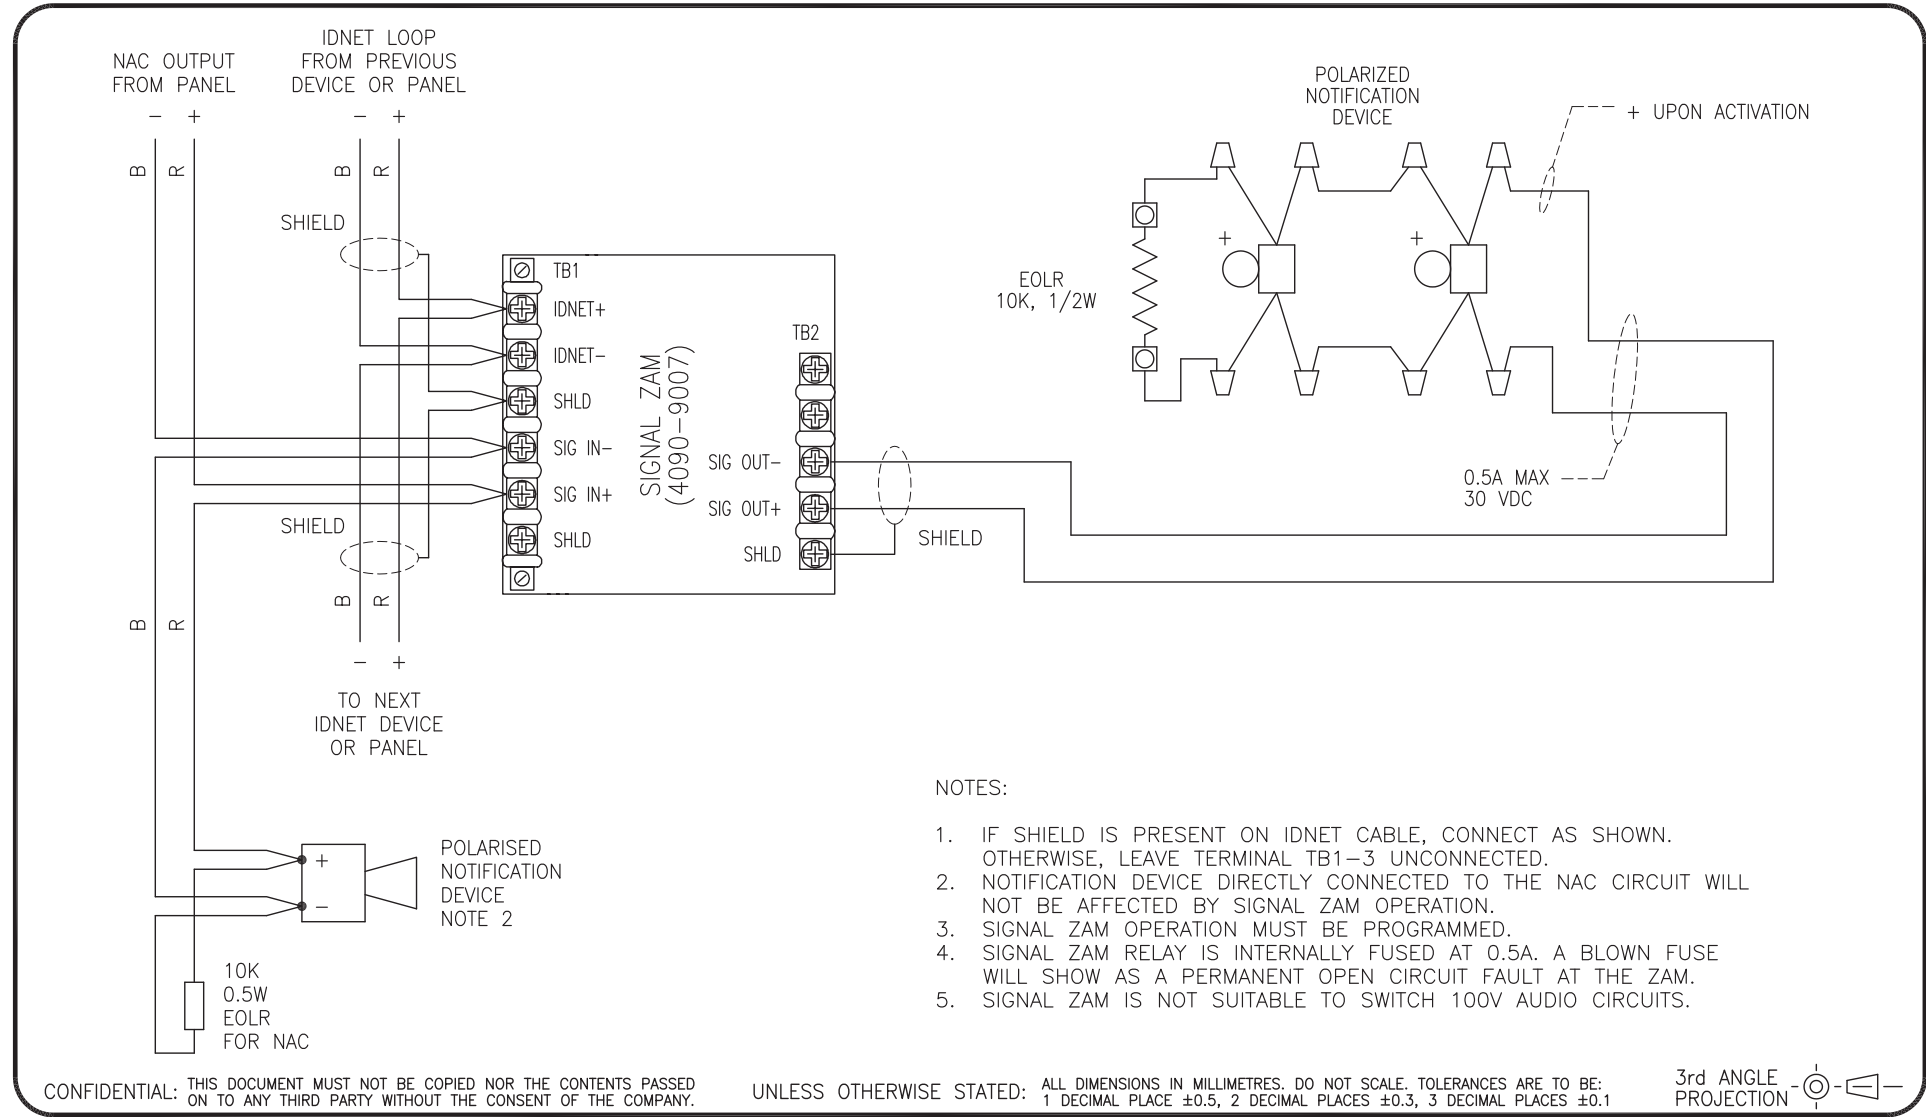 NAC OUTPUT
FROM PANEL
- +
B R
IDNET LOOP
FROM PREVIOUS
DEVICE OR PANEL
- +
B R
SHIELD
TB1
IDNET+
IDNET-
SHLD
SIG IN-
SIG IN+
SHLD
SIGNAL ZAM
(4090-9007)
TB2
SIG OUT-
SIG OUT+
SHLD
SHIELD
SHIELD
B R
B R
- +
TO NEXT
IDNET DEVICE
OR PANEL
POLARIZED
NOTIFICATION
DEVICE
+ UPON ACTIVATION
+
+
EOLR
10K, 1/2W
0.5A MAX
30 VDC
+
-
POLARISED
NOTIFICATION
DEVICE
NOTE 2
10K
0.5W
EOLR
FOR NAC
NOTES:
1. IF SHIELD IS PRESENT ON IDNET CABLE, CONNECT AS SHOWN.
OTHERWISE, LEAVE TERMINAL TB1-3 UNCONNECTED.
2. NOTIFICATION DEVICE DIRECTLY CONNECTED TO THE NAC CIRCUIT WILL
NOT BE AFFECTED BY SIGNAL ZAM OPERATION.
3. SIGNAL ZAM OPERATION MUST BE PROGRAMMED.
4. SIGNAL ZAM RELAY IS INTERNALLY FUSED AT 0.5A. A BLOWN FUSE
WILL SHOW AS A PERMANENT OPEN CIRCUIT FAULT AT THE ZAM.
5. SIGNAL ZAM IS NOT SUITABLE TO SWITCH 100V AUDIO CIRCUITS.
CONFIDENTIAL: THIS DOCUMENT MUST NOT BE COPIED NOR THE CONTENTS PASSED
ON TO ANY THIRD PARTY WITHOUT THE CONSENT OF THE COMPANY.
UNLESS OTHERWISE STATED: ALL DIMENSIONS IN MILLIMETRES. DO NOT SCALE. TOLERANCES ARE TO BE:
1 DECIMAL PLACE ±0.5, 2 DECIMAL PLACES ±0.3, 3 DECIMAL PLACES ±0.1
3rd ANGLE
PROJECTION